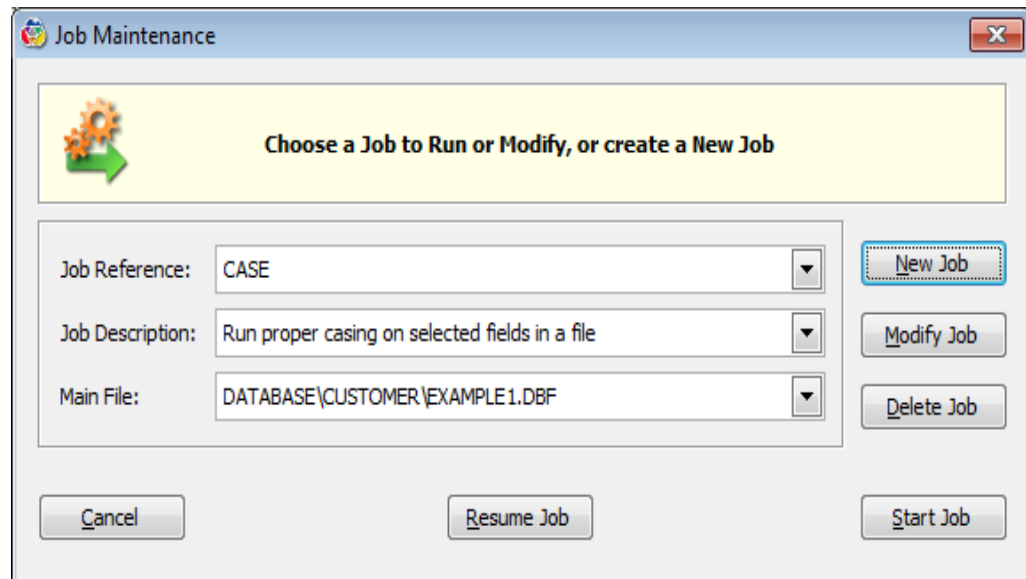 Job Maintenance
Choose a Job to Run or Modify, or create a New Job
Job Reference: CASE
New Job
Job Description: Run proper casing on selected fields in a file
Modify Job
Main File: DATABASE\CUSTOMER\EXAMPLE1.DBF
Delete Job
Cancel
Resume Job
Start Job